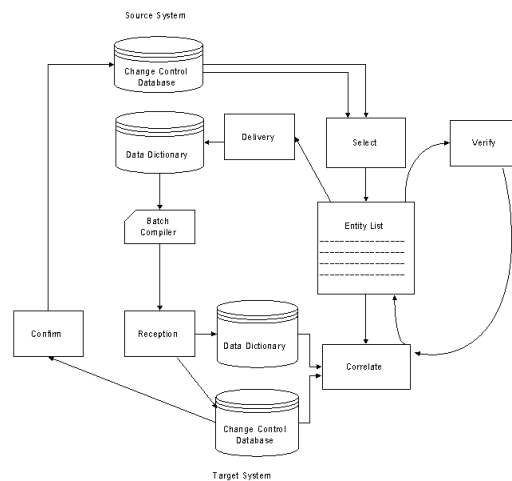 Source System
Change Control
Database
Delivery
Select
Verify
Data Dictionary
Batch
Compiler
Entity List
Confirm
Reception
Data Dictionary
Correlate
Change Control
Database
Target System